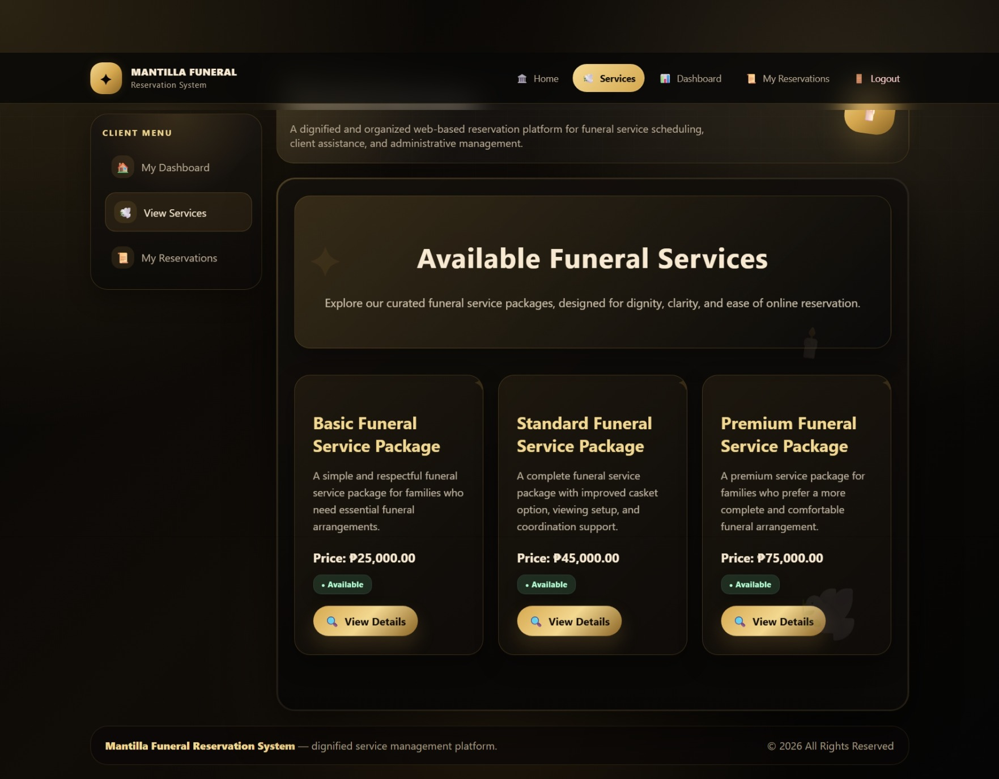 MANTILLA FUNERAL
Reservation System
Home
Services
Dashboard
My Reservations
Logout
CLIENT MENU
My Dashboard
View Services
My Reservations
A dignified and organized web-based reservation platform for funeral service scheduling,
client assistance, and administrative management.
Available Funeral Services
Explore our curated funeral service packages, designed for dignity, clarity, and ease of online reservation.
Basic Funeral
Service Package
A simple and respectful funeral
service package for families who
need essential funeral
arrangements.
Price: ₱25,000.00
• Available
View Details
Standard Funeral
Service Package
A complete funeral service
package with improved casket
option, viewing setup, and
coordination support.
Price: ₱45,000.00
• Available
View Details
Premium Funeral
Service Package
A premium service package for
families who prefer a more
complete and comfortable
funeral arrangement.
Price: ₱75,000.00
• Available
View Details
Mantilla Funeral Reservation System — dignified service management platform.
© 2026 All Rights Reserved